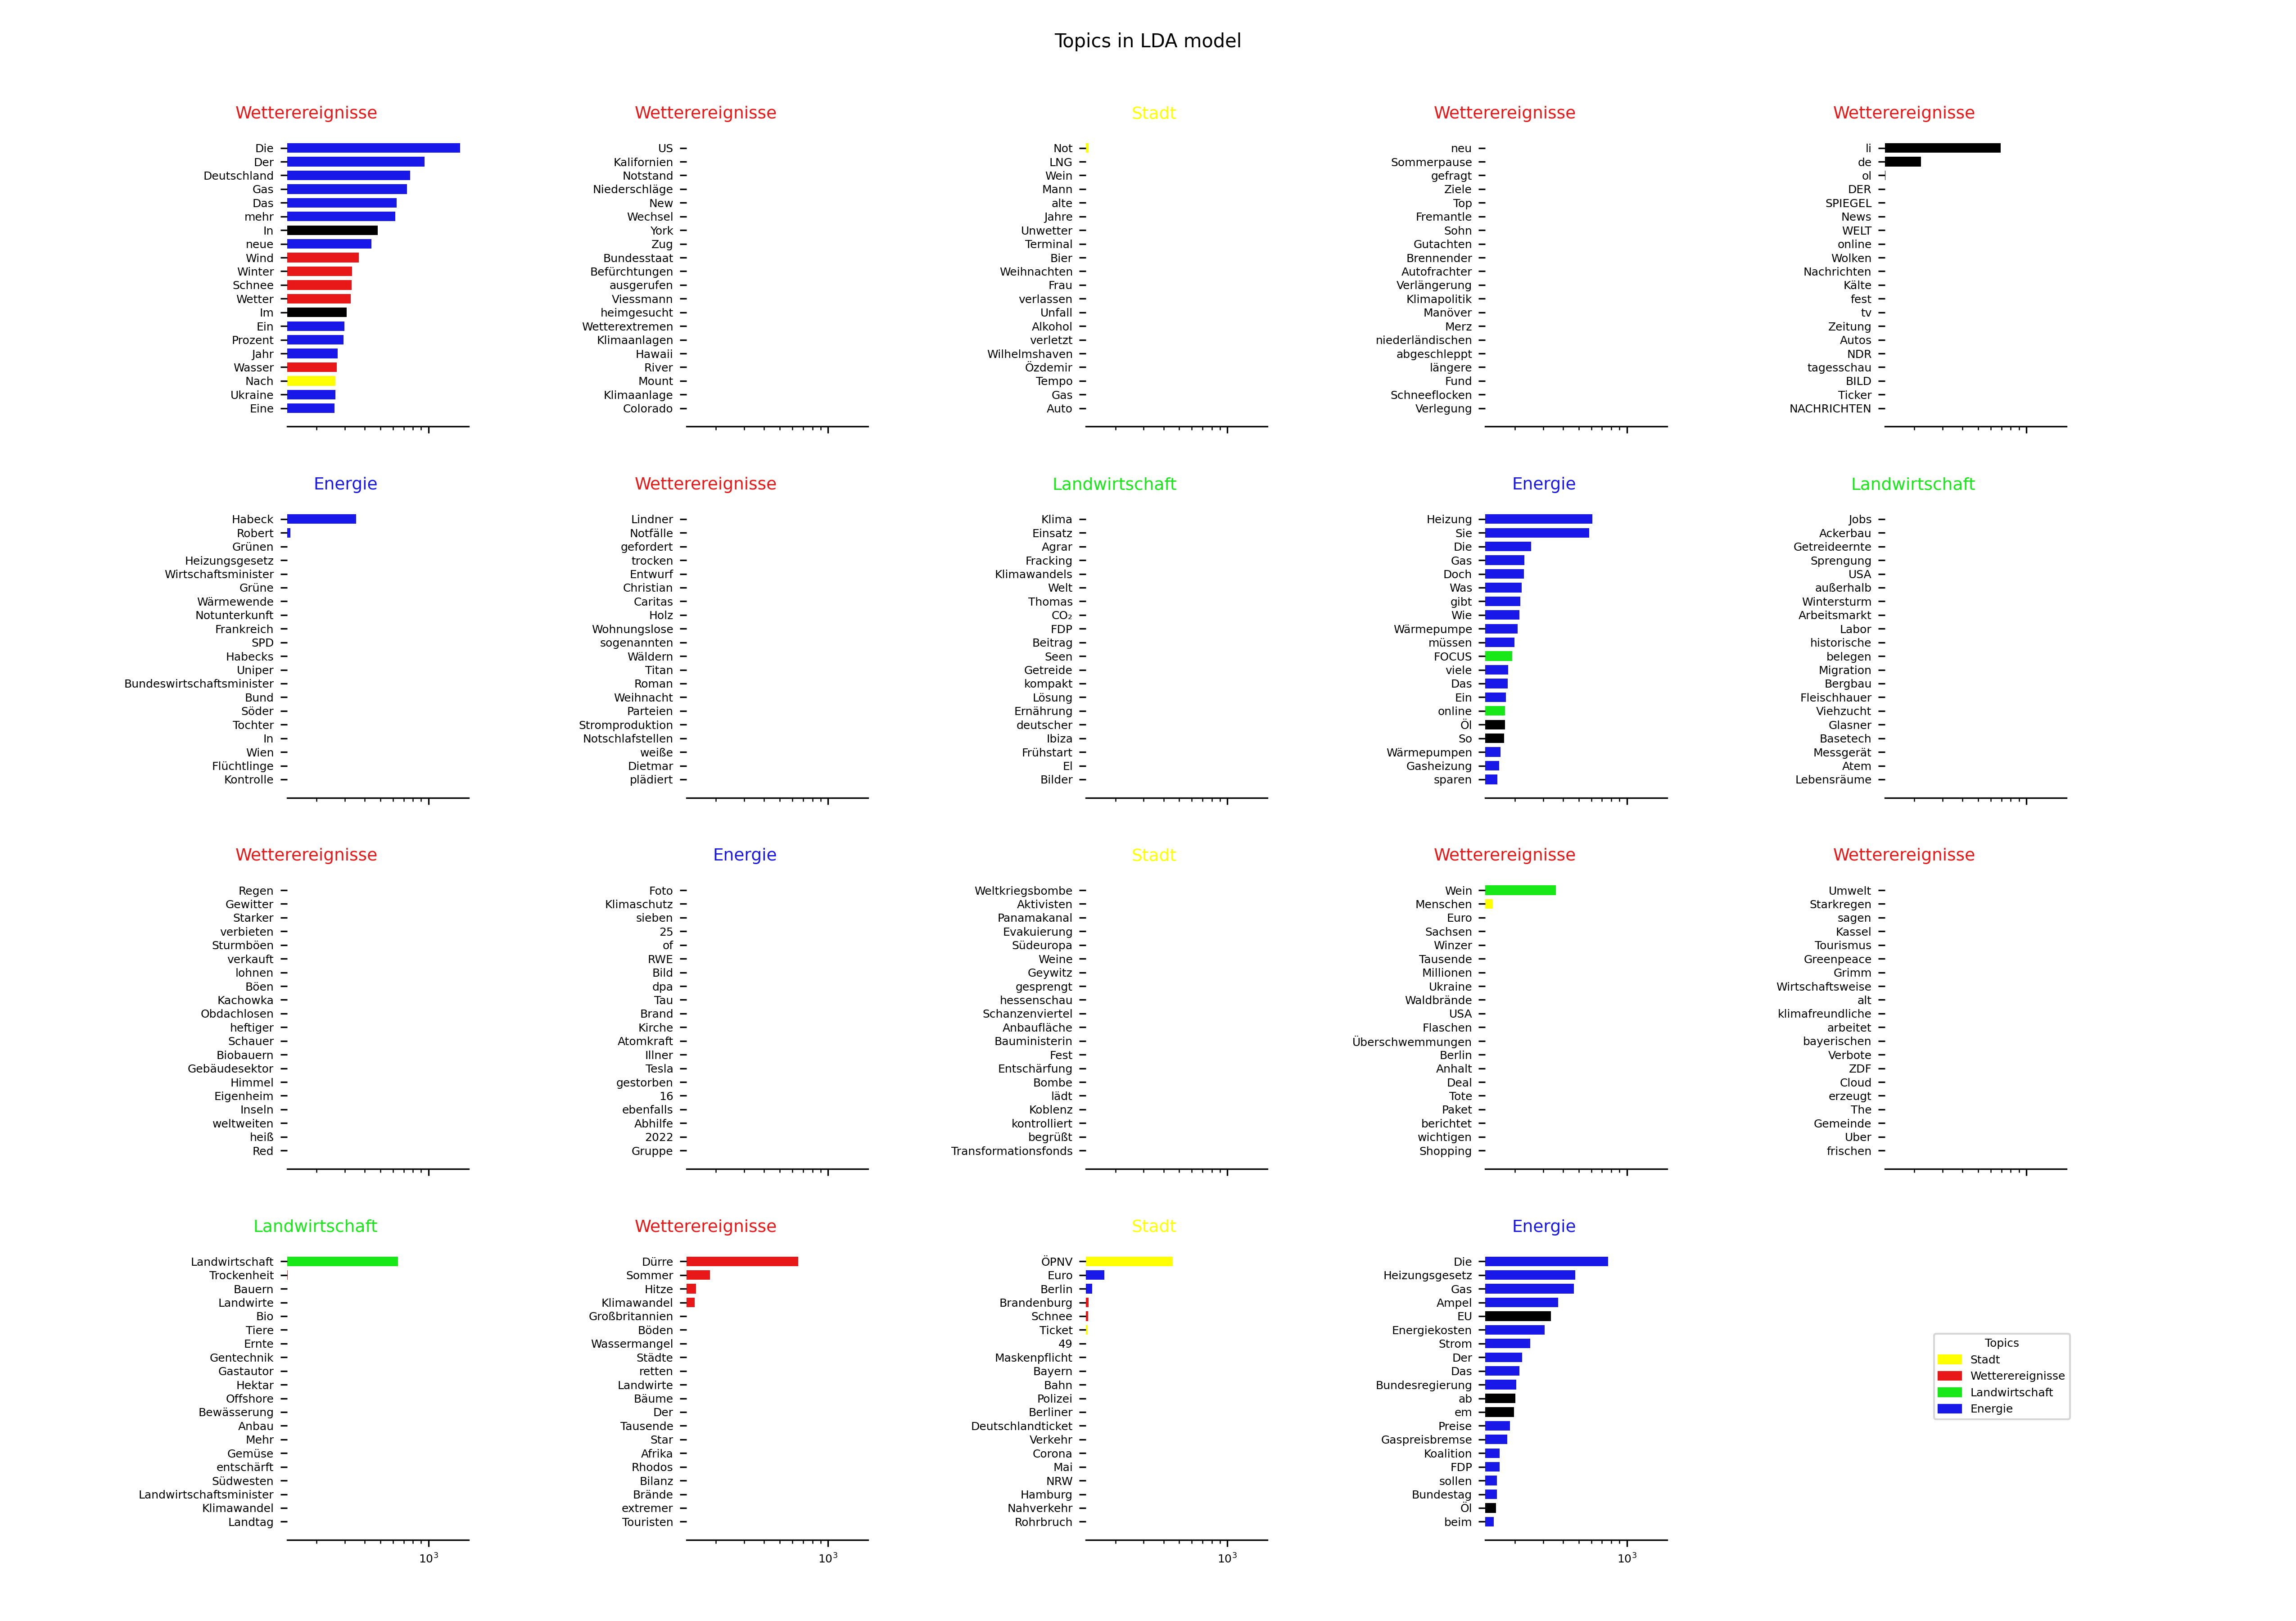 Topics in LDA model
Wetterereignisse
Die
Der
Deutschland
Gas
Das
mehr
In
neue
Wind
Winter
Schnee
Wetter
Im
Ein
Prozent
Jahr
Wasser
Nach
Ukraine
Eine
Wetterereignisse
US
Kalifornien
Notstand
Niederschläge
New
Wechsel
York
Zug
Bundesstaat
Befürchtungen
ausgerufen
Viessmann
heimgesucht
Wetterextremen
Klimaanlagen
Hawaii
River
Mount
Klimaanlage
Colorado
Stadt
Not
LNG
Wein
Mann
alte
Jahre
Unwetter
Terminal
Bier
Weihnachten
Frau
verlassen
Unfall
Alkohol
verletzt
Wilhelmshaven
Özdemir
Tempo
Gas
Auto
Wetterereignisse
neu
Sommerpause
gefragt
Ziele
Top
Fremantle
Sohn
Gutachten
Brennender
Autofrachter
Verlängerung
Klimapolitik
Manöver
Merz
niederländischen
abgeschleppt
längere
Fund
Schneeflocken
Verlegung
Wetterereignisse
li
de
ol
DER
SPIEGEL
News
WELT
online
Wolken
Nachrichten
Kälte
fest
tv
Zeitung
Autos
NDR
tagesschau
BILD
Ticker
NACHRICHTEN
Energie
Habeck
Robert
Grünen
Heizungsgesetz
Wirtschaftsminister
Grüne
Wärmewende
Notunterkunft
Frankreich
SPD
Habecks
Uniper
Bundeswirtschaftsminister
Bund
Söder
Tochter
In
Wien
Flüchtlinge
Kontrolle
Wetterereignisse
Lindner
Notfälle
gefordert
trocken
Entwurf
Christian
Caritas
Holz
Wohnungslose
sogenannten
Wäldern
Titan
Roman
Weihnacht
Parteien
Stromproduktion
Notschlafstellen
weiße
Dietmar
plädiert
Landwirtschaft
Klima
Einsatz
Agrar
Fracking
Klimawandels
Welt
Thomas
CO₂
FDP
Beitrag
Seen
Getreide
kompakt
Lösung
Ernährung
deutscher
Ibiza
Frühstart
El
Bilder
Energie
Heizung
Sie
Die
Gas
Doch
Was
gibt
Wie
Wärmepumpe
müssen
FOCUS
viele
Das
Ein
online
Öl
So
Wärmepumpen
Gasheizung
sparen
Landwirtschaft
Jobs
Ackerbau
Getreideernte
Sprengung
USA
außerhalb
Wintersturm
Arbeitsmarkt
Labor
historische
belegen
Migration
Bergbau
Fleischhauer
Viehzucht
Glasner
Basetech
Messgerät
Atem
Lebensräume
Wetterereignisse
Regen
Gewitter
Starker
verbieten
Sturmböen
verkauft
lohnen
Böen
Kachowka
Obdachlosen
heftiger
Schauer
Biobauern
Gebäudesektor
Himmel
Eigenheim
Inseln
weltweiten
heiß
Red
Energie
Foto
Klimaschutz
sieben
25
of
RWE
Bild
dpa
Tau
Brand
Kirche
Atomkraft
Illner
Tesla
gestorben
16
ebenfalls
Abhilfe
2022
Gruppe
Stadt
Weltkriegsbombe
Aktivisten
Panamakanal
Evakuierung
Südeuropa
Weine
Geywitz
gesprengt
hessenschau
Schanzenviertel
Anbaufläche
Bauministerin
Fest
Entschärfung
Bombe
lädt
Koblenz
kontrolliert
begrüßt
Transformationsfonds
Wetterereignisse
Wein
Menschen
Euro
Sachsen
Winzer
Tausende
Millionen
Ukraine
Waldbrände
USA
Flaschen
Überschwemmungen
Berlin
Anhalt
Deal
Tote
Paket
berichtet
wichtigen
Shopping
Wetterereignisse
Umwelt
Starkregen
sagen
Kassel
Tourismus
Greenpeace
Grimm
Wirtschaftsweise
alt
klimafreundliche
arbeitet
bayerischen
Verbote
ZDF
Cloud
erzeugt
The
Gemeinde
Uber
frischen
Landwirtschaft
Landwirtschaft
Trockenheit
Bauern
Landwirte
Bio
Tiere
Ernte
Gentechnik
Gastautor
Hektar
Offshore
Bewässerung
Anbau
Mehr
Gemüse
entschärft
Südwesten
Landwirtschaftsminister
Klimawandel
Landtag
10³
Wetterereignisse
Dürre
Sommer
Hitze
Klimawandel
Großbritannien
Böden
Wassermangel
Städte
retten
Landwirte
Bäume
Der
Tausende
Star
Afrika
Rhodos
Bilanz
Brände
extremer
Touristen
10³
Stadt
ÖPNV
Euro
Berlin
Brandenburg
Schnee
Ticket
49
Maskenpflicht
Bayern
Bahn
Polizei
Berliner
Deutschlandticket
Verkehr
Corona
Mai
NRW
Hamburg
Nahverkehr
Rohrbruch
10³
Energie
Die
Heizungsgesetz
Gas
Ampel
EU
Energiekosten
Strom
Der
Das
Bundesregierung
ab
em
Preise
Gaspreisbremse
Koalition
FDP
sollen
Bundestag
Öl
beim
10³
Topics
Stadt
Wetterereignisse
Landwirtschaft
Energie